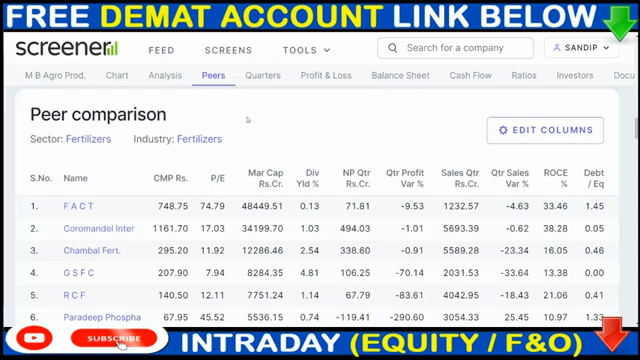 FREE DEMAT ACCOUNT LINK BELOW
screener FEED SCREENS TOOLS Search for a company SANDIP
M B Agro Prod. Chart Analysis Peers Quarters Profit & Loss Balance Sheet Cash Flow Ratios Investors Docu
Peer comparison
Sector: Fertilizers Industry: Fertilizers EDIT COLUMNS
S.No. Name CMP Rs. P/E Mar Cap Rs.Cr. Div Yld % NP Qtr Rs.Cr. Qtr Profit Var % Sales Qtr Rs.Cr. Qtr Sales Var % ROCE % Debt / Eq
1. F A C T 748.75 74.79 48449.51 0.13 71.81 -9.53 1232.57 -4.63 33.46 1.45
2. Coromandel Inter 1161.70 17.03 34199.70 1.03 494.03 -1.01 5693.39 -0.62 38.28 0.05
3. Chambal Fert. 295.20 11.92 12286.46 2.54 338.60 -0.91 5589.28 -23.34 16.05 0.46
4. G S F C 207.90 7.94 8284.35 4.81 106.25 -70.14 2031.53 -33.64 13.38 0.00
5. R C F 140.50 12.11 7751.24 1.14 67.79 -83.61 4042.95 -18.43 21.06 0.41
6. Paradeep Phospha 67.95 45.52 5536.15 0.74 -119.41 -290.60 3054.33 25.45 10.97 1.33
SUBSCRIBE INTRADAY (EQUITY / F&O)